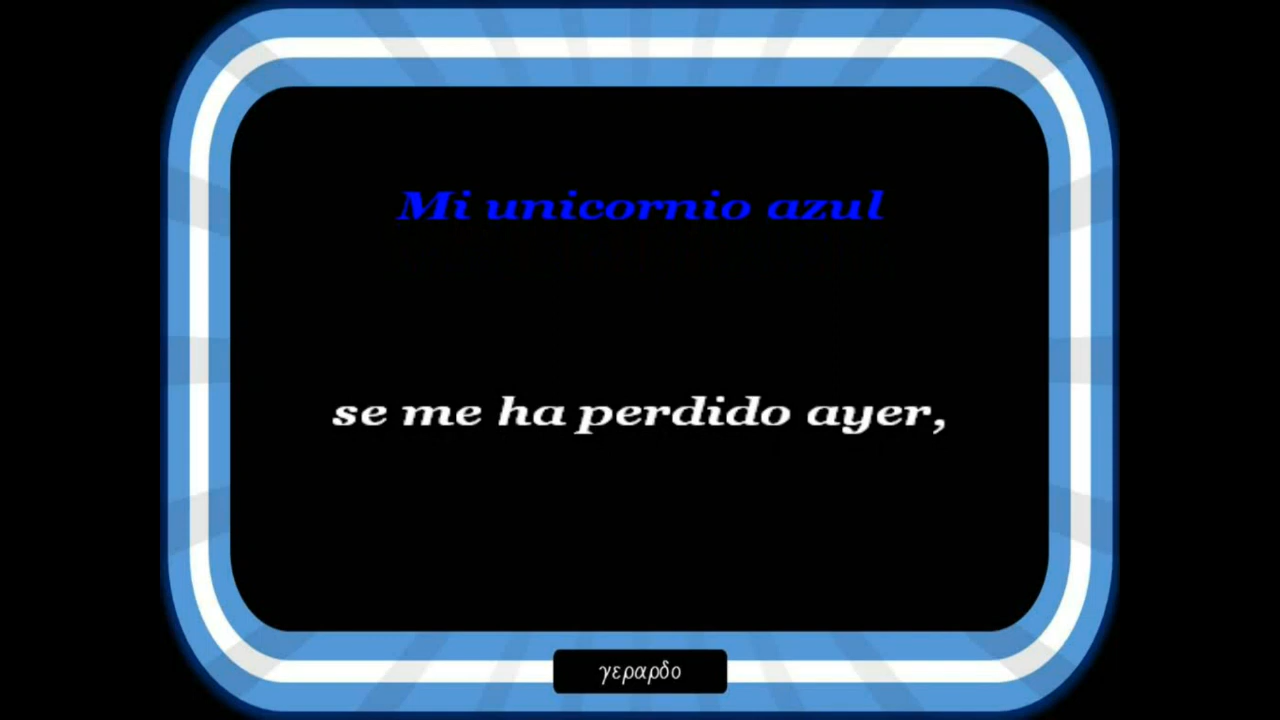 Mi unicornio azul
se me ha perdido ayer,
γεραρδο